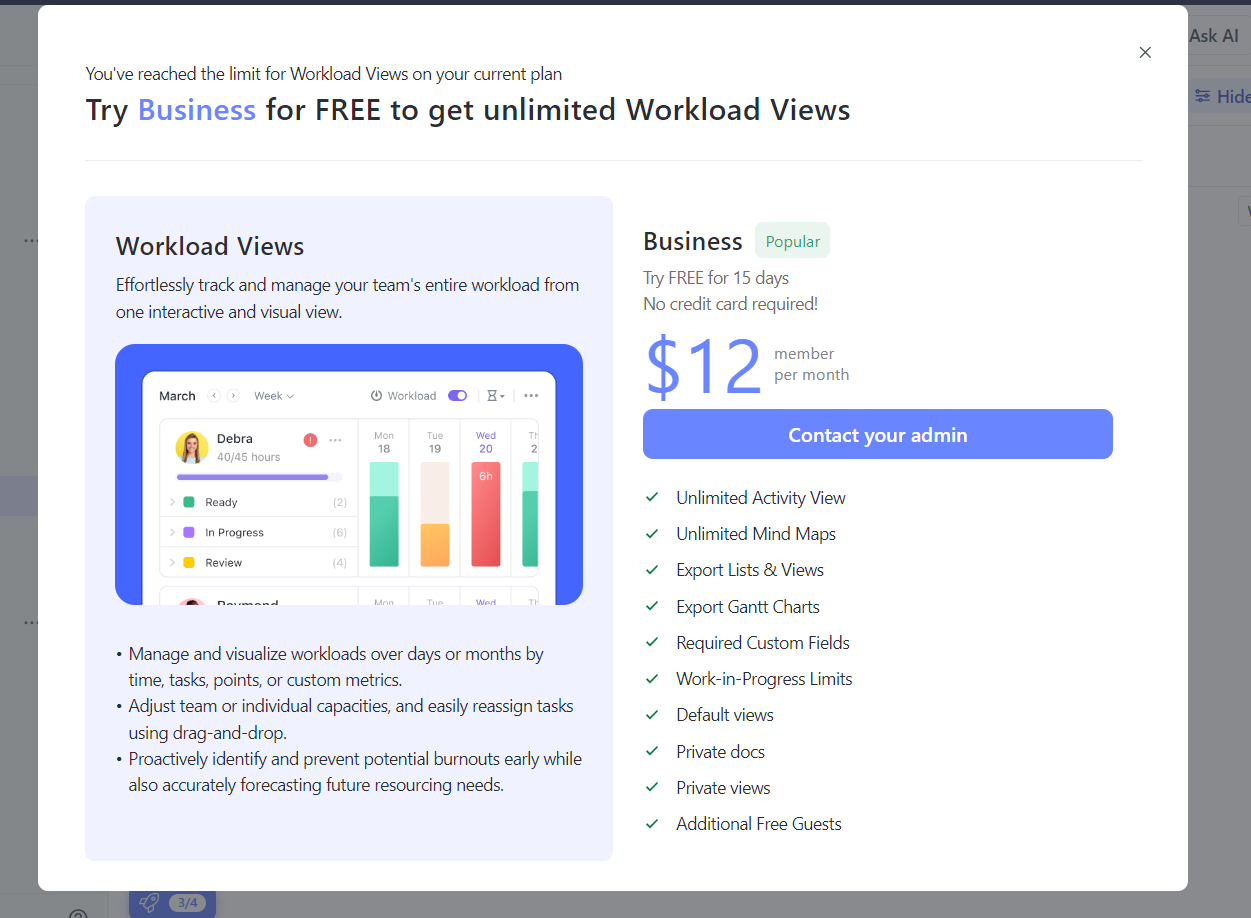 Ask AI
Hide
You've reached the limit for Workload Views on your current plan
Try Business for FREE to get unlimited Workload Views
Workload Views
Effortlessly track and manage your team's entire workload from
one interactive and visual view.
March Week Workload
Debra
40/45 hours
Mon Tue Wed Th
18 19 20 2
6h
Ready (2)
In Progress (6)
Review (4)
Raymond Mon Tue Wed Th
• Manage and visualize workloads over days or months by
time, tasks, points, or custom metrics.
• Adjust team or individual capacities, and easily reassign tasks
using drag-and-drop.
• Proactively identify and prevent potential burnouts early while
also accurately forecasting future resourcing needs.
Business Popular
Try FREE for 15 days
No credit card required!
$12 member
per month
Contact your admin
Unlimited Activity View
Unlimited Mind Maps
Export Lists & Views
Export Gantt Charts
Required Custom Fields
Work-in-Progress Limits
Default views
Private docs
Private views
Additional Free Guests
3/4